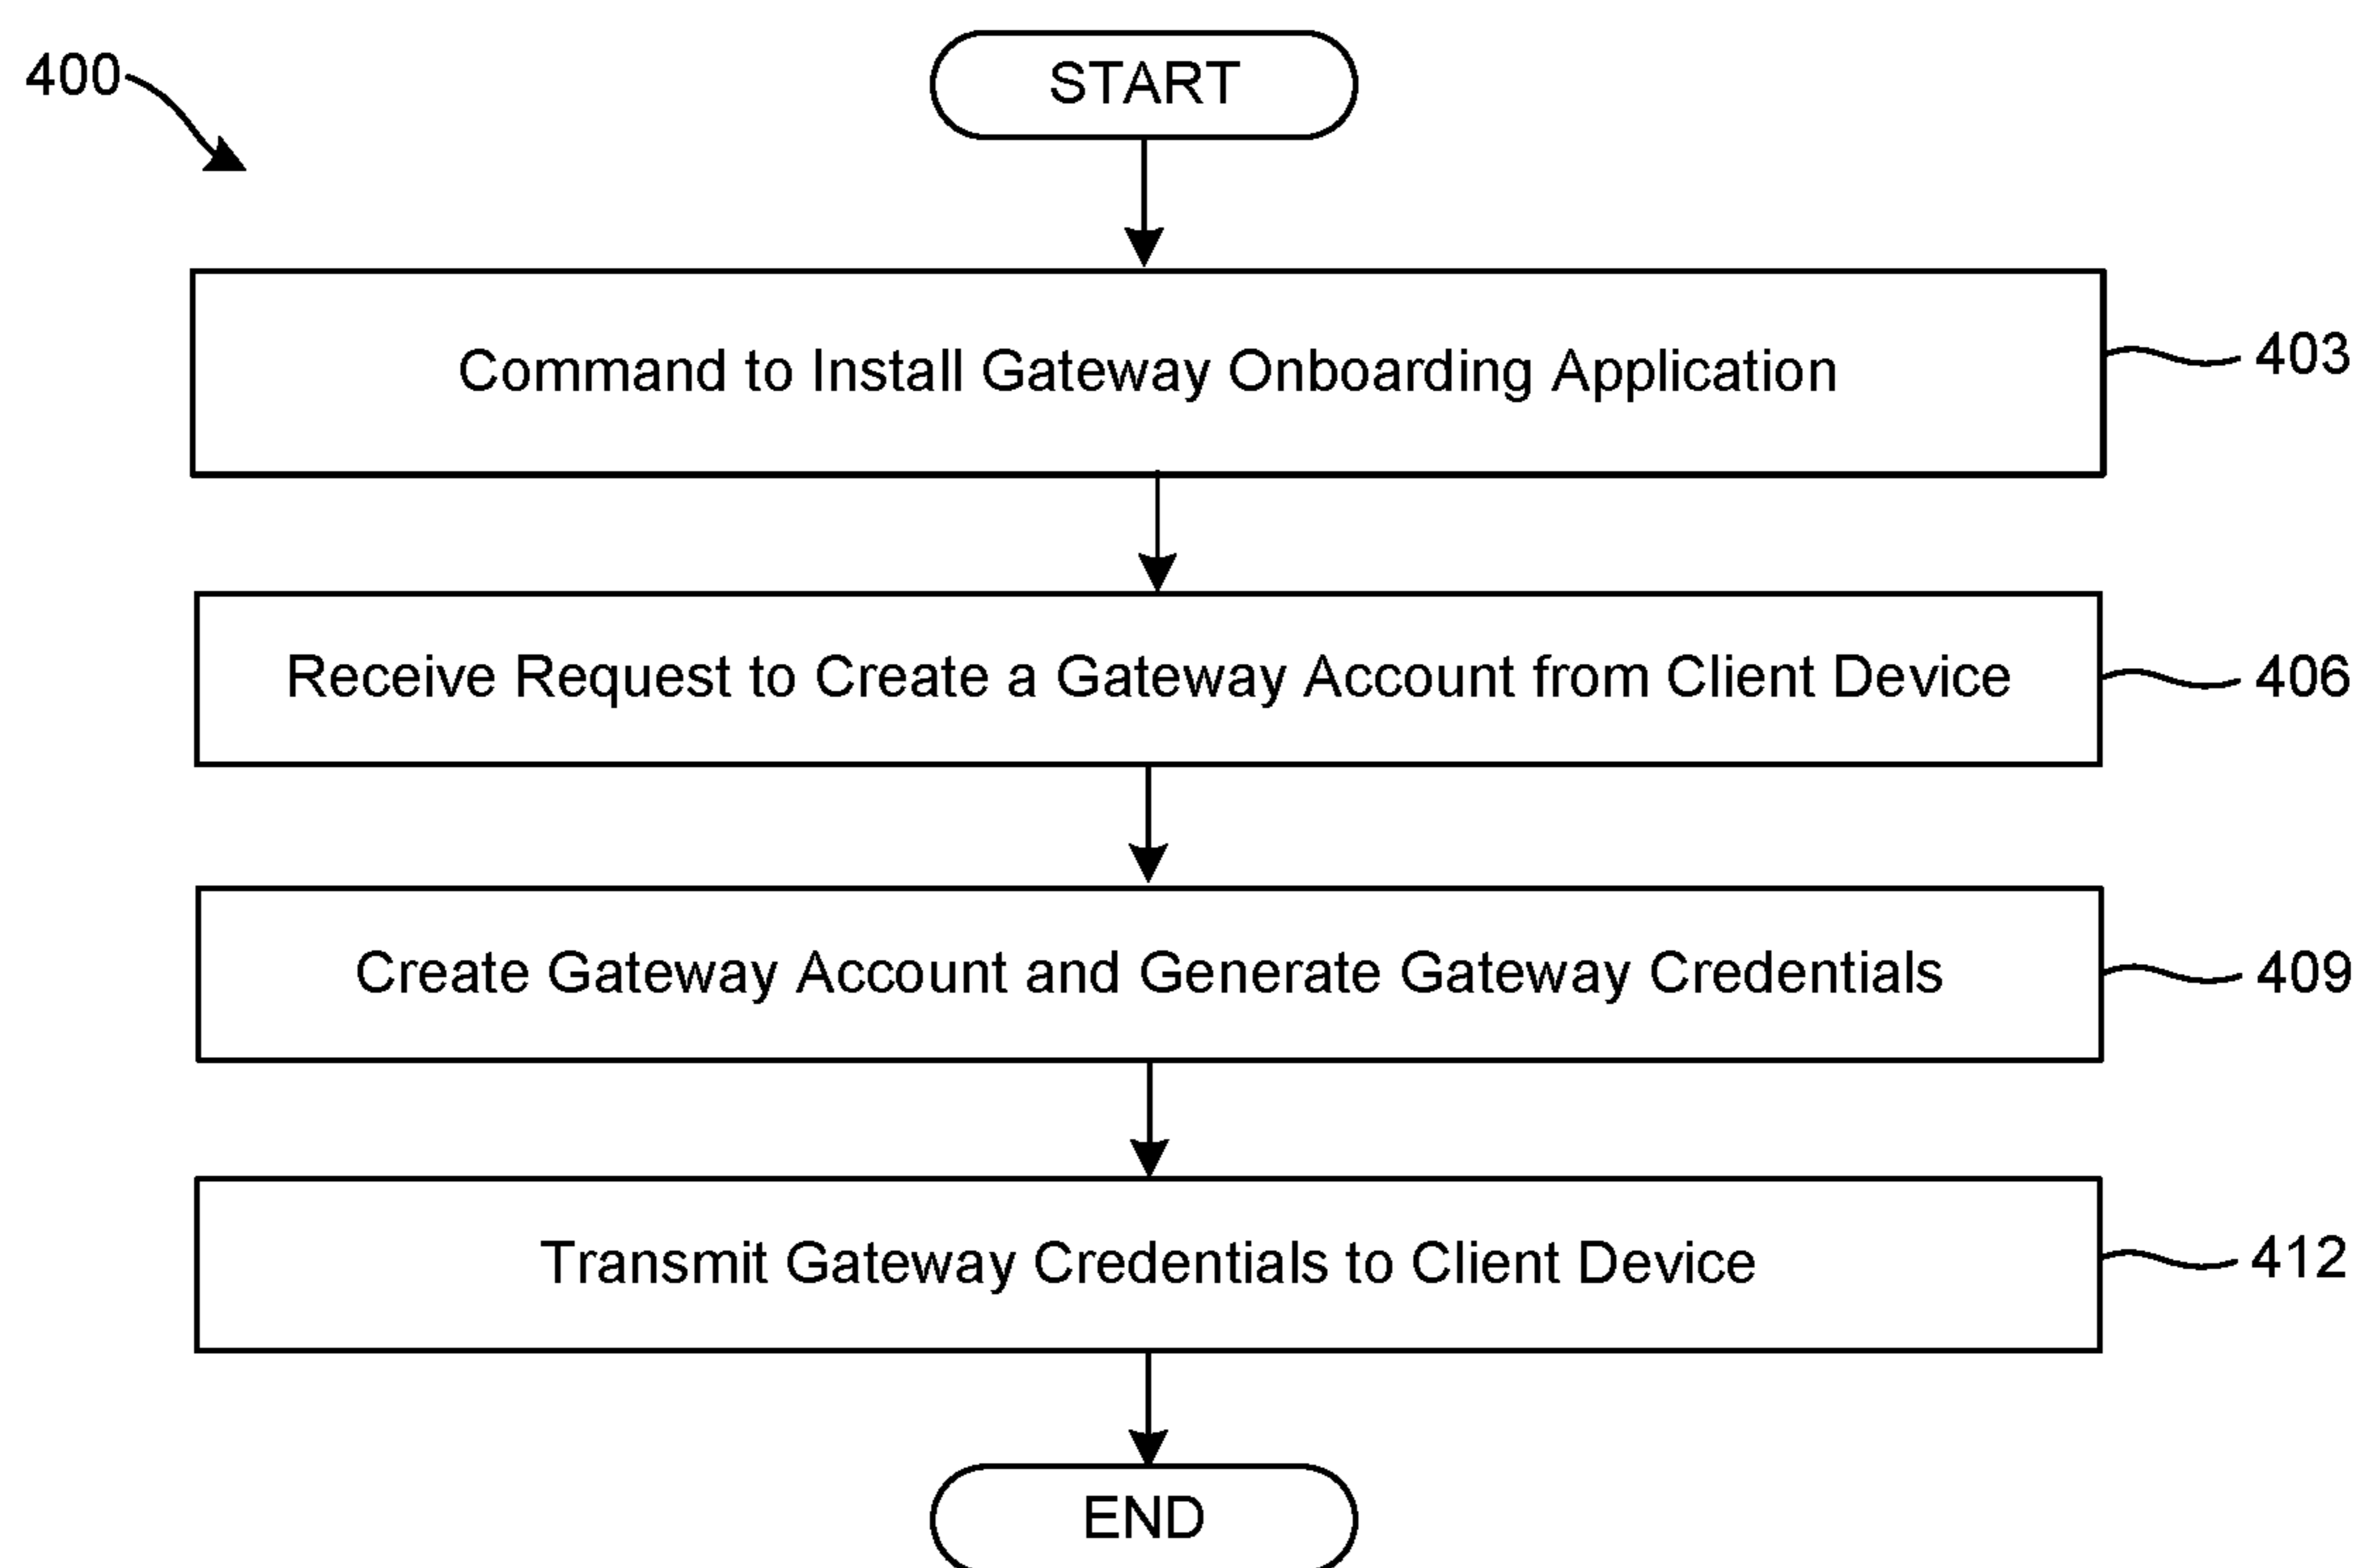 400
START
Command to Install Gateway Onboarding Application
403
Receive Request to Create a Gateway Account from Client Device
406
Create Gateway Account and Generate Gateway Credentials
409
Transmit Gateway Credentials to Client Device
412
END